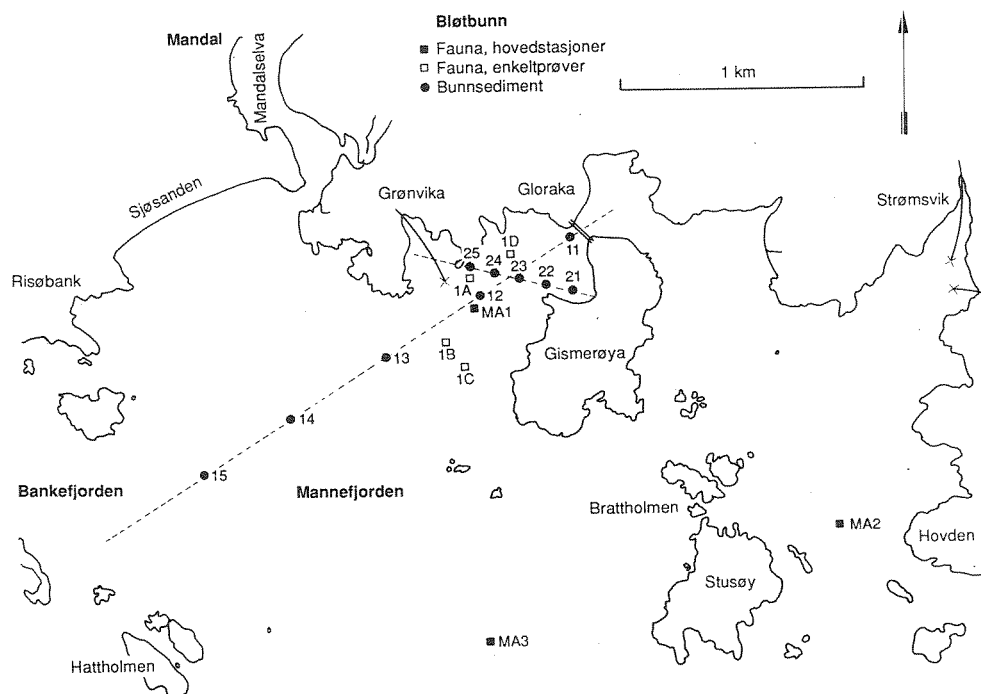 Bløtbunn
Mandal
Fauna, hovedstasjoner
Fauna, enkeltprøver
Bunnsediment
1 km
Mandalselva
Sjøsanden
Grønvika
Gloraka
Strømsvik
Risøbank
1D
11
25
24
23
22
21
1A
12
MA1
13
1B
1C
Gismerøya
14
15
Bankefjorden
Mannefjorden
Brattholmen
MA2
Hovden
Stusøy
MA3
Hattholmen